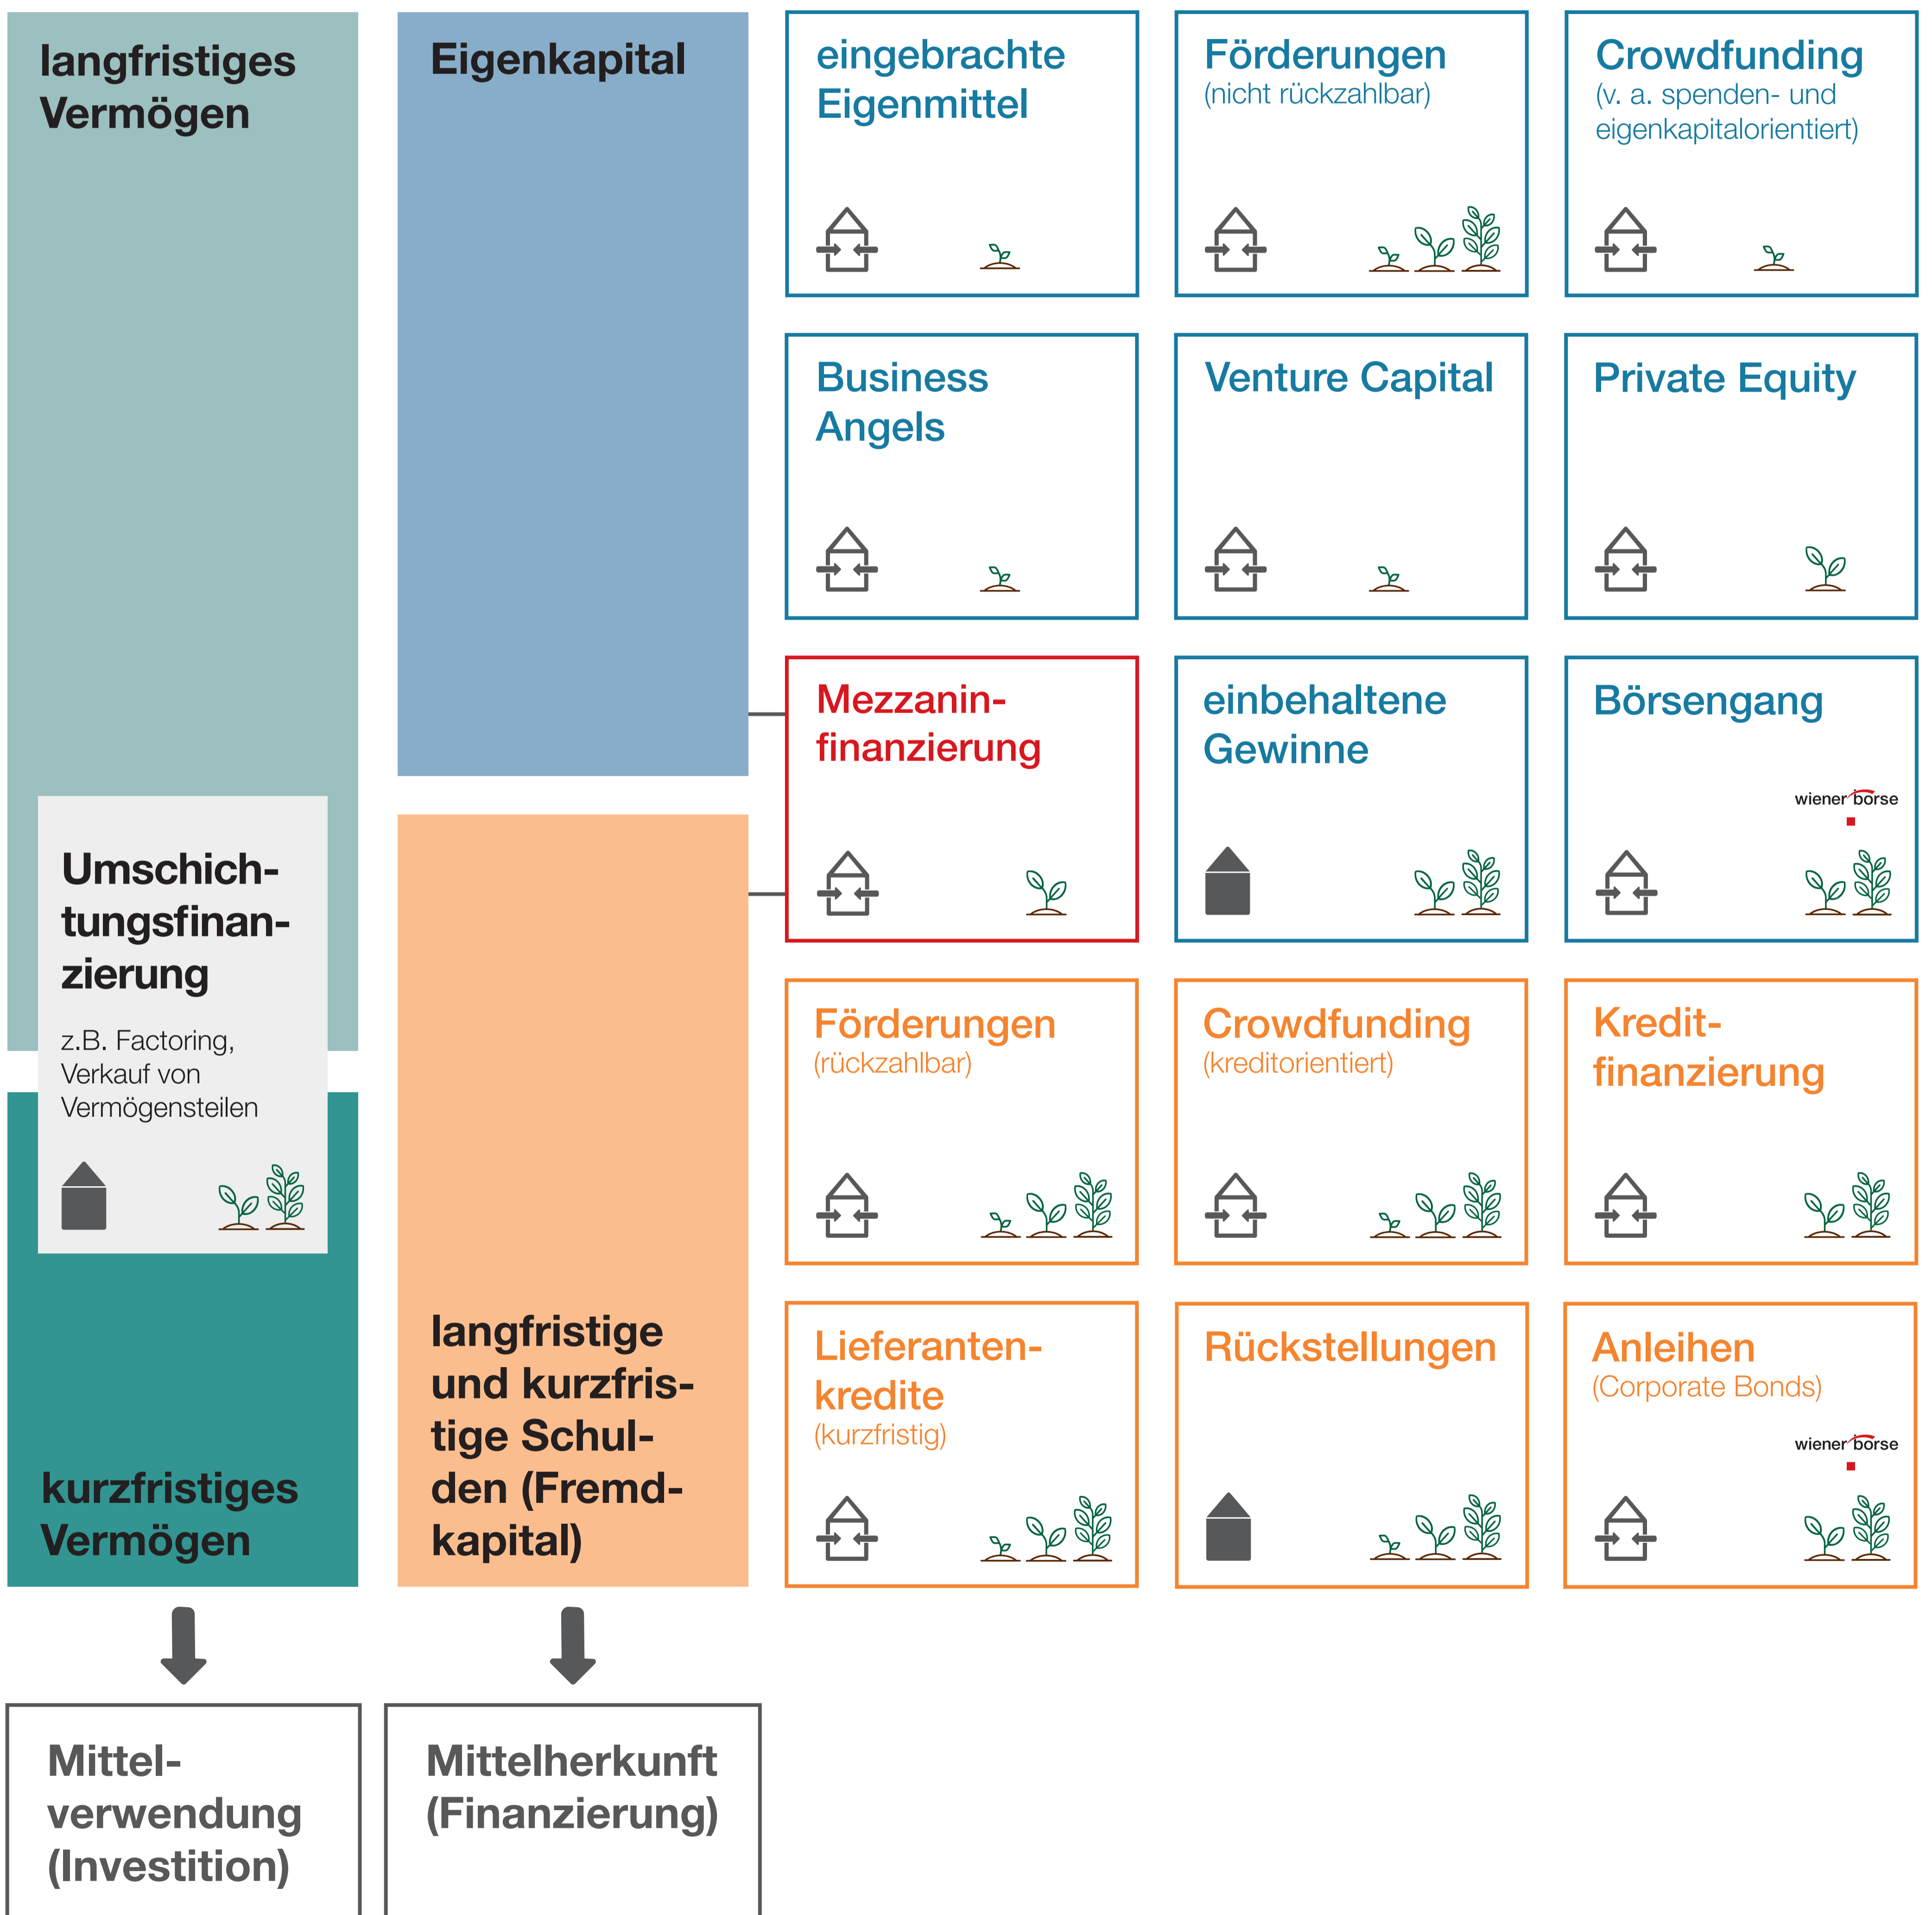 langfristiges
Vermögen
Umschich-
tungsfinan-
zierung
z.B. Factoring,
Verkauf von
Vermögensteilen
kurzfristiges
Vermögen
Eigenkapital
langfristige
und kurzfris-
tige Schul-
den (Fremd-
kapital)
eingebrachte
Eigenmittel
Förderungen
(nicht rückzahlbar)
Crowdfunding
(v. a. spenden- und
eigenkapitalorientiert)
Business
Angels
Venture Capital
Private Equity
Mezzanin-
finanzierung
einbehaltene
Gewinne
Börsengang
wiener börse
Förderungen
(rückzahlbar)
Crowdfunding
(kreditorientiert)
Kredit-
finanzierung
Lieferanten-
kredite
(kurzfristig)
Rückstellungen
Anleihen
(Corporate Bonds)
wiener börse
Mittel-
verwendung
(Investition)
Mittelherkunft
(Finanzierung)